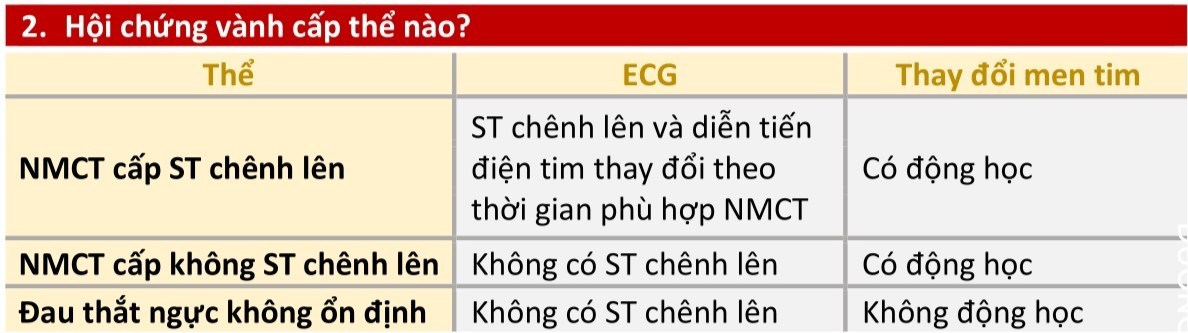 2. Hội chứng vành cấp thể nào?
Thể
ECG
Thay đổi men tim
NMCT cấp ST chênh lên
ST chênh lên và diễn tiến
điện tim thay đổi theo
thời gian phù hợp NMCT
Có động học
NMCT cấp không ST chênh lên
Không có ST chênh lên
Có động học
Đau thắt ngực không ổn định
Không có ST chênh lên
Không động học